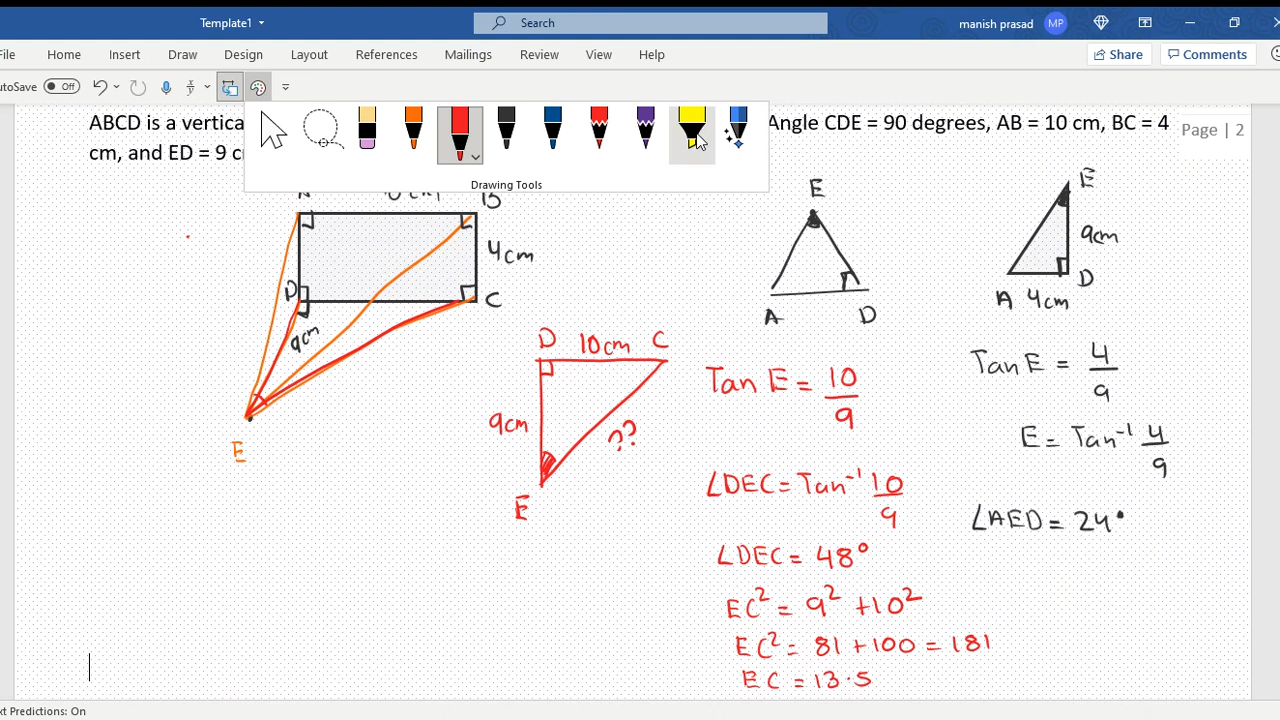 Template1
Search
manish prasad MP
File Home Insert Draw Design Layout References Mailings Review View Help
Share Comments
AutoSave Off
Drawing Tools
ABCD is a vertica
Angle CDE = 90 degrees, AB = 10 cm, BC = 4
cm, and ED = 9 c
Page | 2
B
4cm
D
C
9cm
E
D 10cm C
9cm
??
E
E
A D
E
9cm
D
A 4cm
Tan E = 10/9
∠DEC = Tan⁻¹ 10/9
∠DEC = 48°
EC² = 9² + 10²
EC² = 81 + 100 = 181
EC = 13.5
Tan E = 4/9
E = Tan⁻¹ 4/9
∠AED = 24°
xt Predictions: On